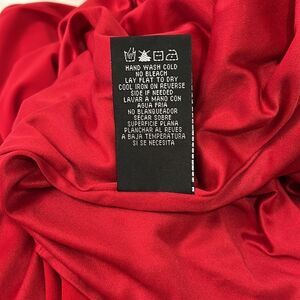 HAND WASH COLD
NO BLEACH
LAY FLAT TO DRY
COOL IRON ON REVERSE
SIDE IF NEEDED
LAVAR A MANO CON
AGUA FRIA
NO BLANQUEADOR
SECAR SOBRE
SUPERFICIE PLANA
PLANCHAR AL REVES
A BAJA TEMPERATURA
SI SE NECESITA